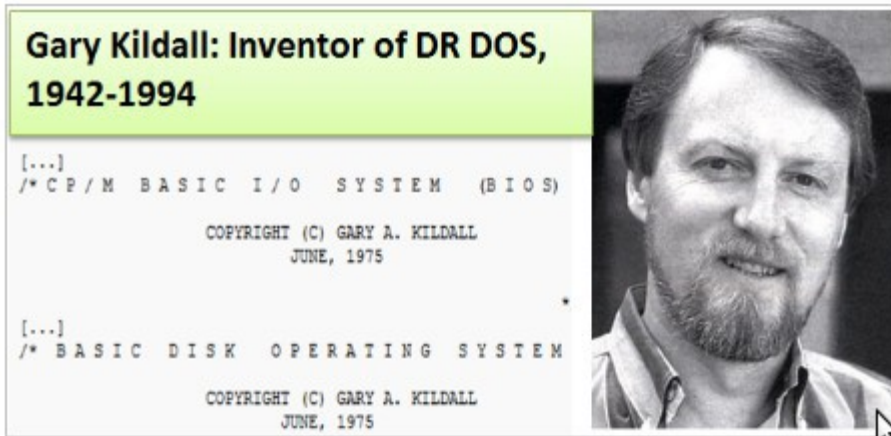 Gary Kildall: Inventor of DR DOS,
1942-1994
[...]
/* C P / M   B A S I C   I / O   S Y S T E M   (B I O S)
COPYRIGHT (C) GARY A. KILDALL
JUNE, 1975
*
[...]
/*  B A S I C   D I S K   O P E R A T I N G   S Y S T E M
COPYRIGHT (C) GARY A. KILDALL
JUNE, 1975